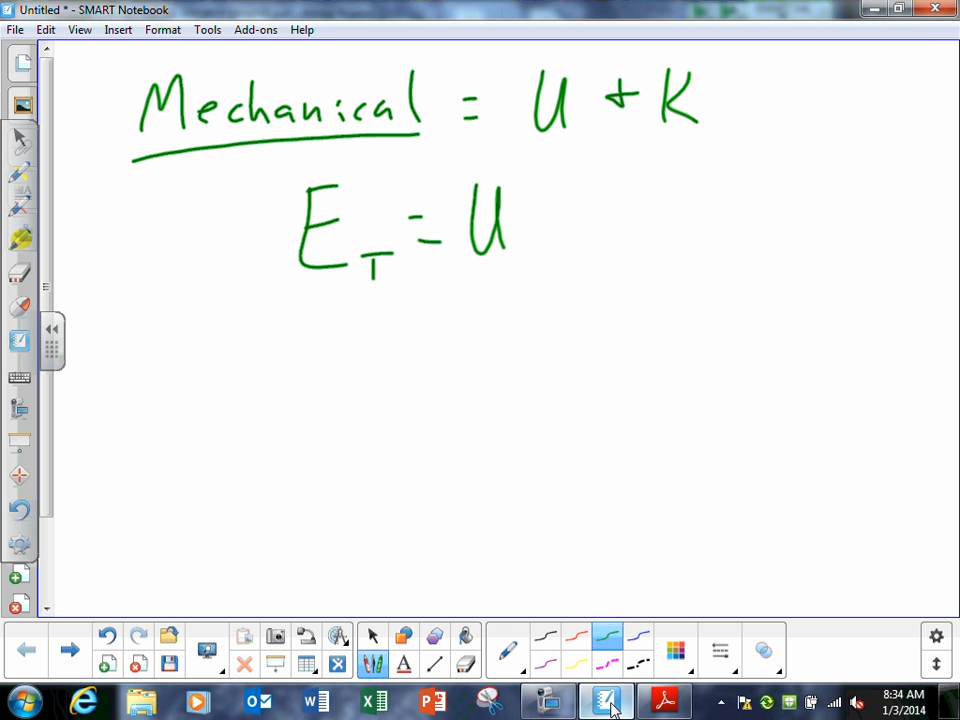 Untitled * - SMART Notebook
File Edit View Insert Format Tools Add-ons Help
Mechanical = U + K
E_T = U
8:34 AM
1/3/2014